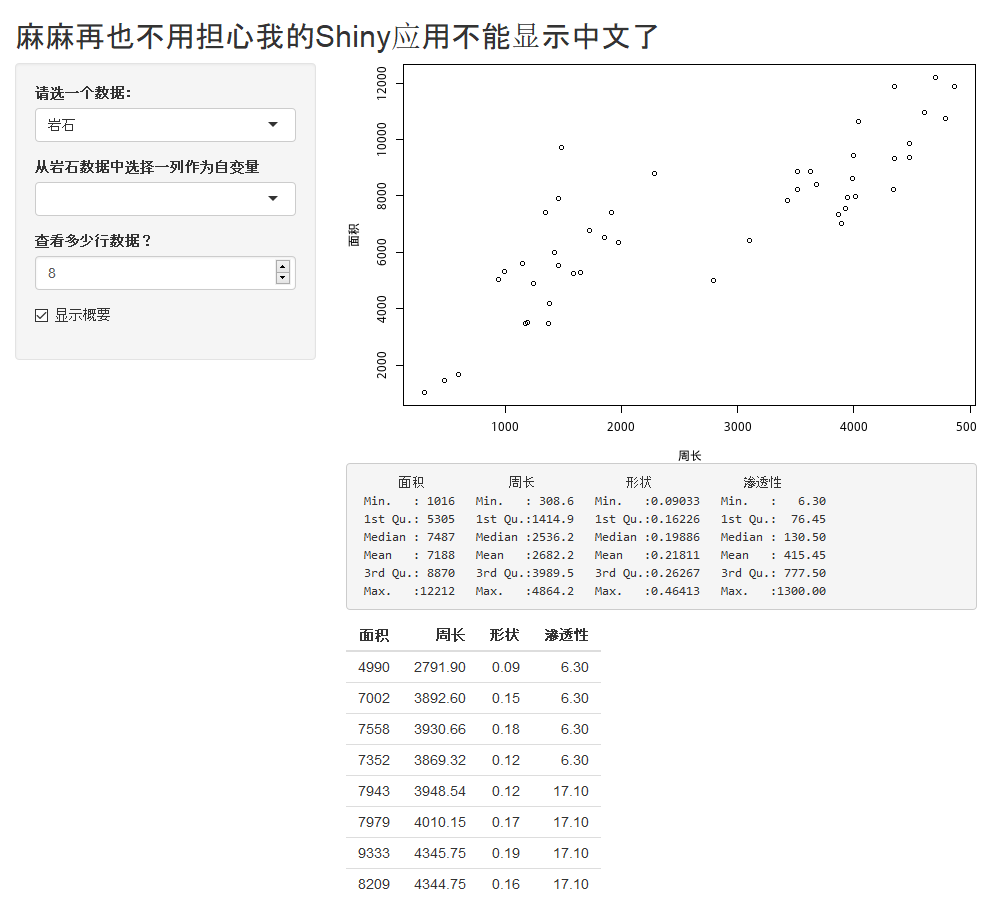 麻麻再也不用担心我的Shiny应用不能显示中文了
请选一个数据：
岩石
从岩石数据中选择一列作为自变量
查看多少行数据？
8
显示概要
12000
10000
8000
6000
4000
2000
面积
1000 2000 3000 4000 500
周长
面积 周长 形状 渗透性
Min. : 1016 Min. : 308.6 Min. :0.09033 Min. : 6.30
1st Qu.: 5305 1st Qu.:1414.9 1st Qu.:0.16226 1st Qu.: 76.45
Median : 7487 Median :2536.2 Median :0.19886 Median : 130.50
Mean : 7188 Mean :2682.2 Mean :0.21811 Mean : 415.45
3rd Qu.: 8870 3rd Qu.:3989.5 3rd Qu.:0.26267 3rd Qu.: 777.50
Max. :12212 Max. :4864.2 Max. :0.46413 Max. :1300.00
面积 周长 形状 渗透性
4990 2791.90 0.09 6.30
7002 3892.60 0.15 6.30
7558 3930.66 0.18 6.30
7352 3869.32 0.12 6.30
7943 3948.54 0.12 17.10
7979 4010.15 0.17 17.10
9333 4345.75 0.19 17.10
8209 4344.75 0.16 17.10